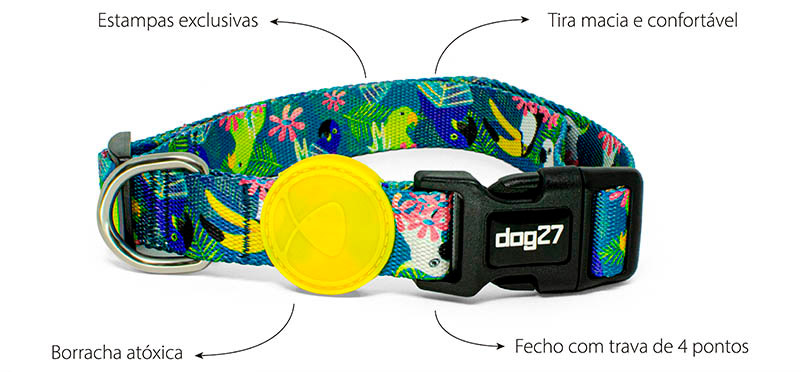 Estampas exclusivas
Tira macia e confortável
dog27
Borracha atóxica
Fecho com trava de 4 pontos